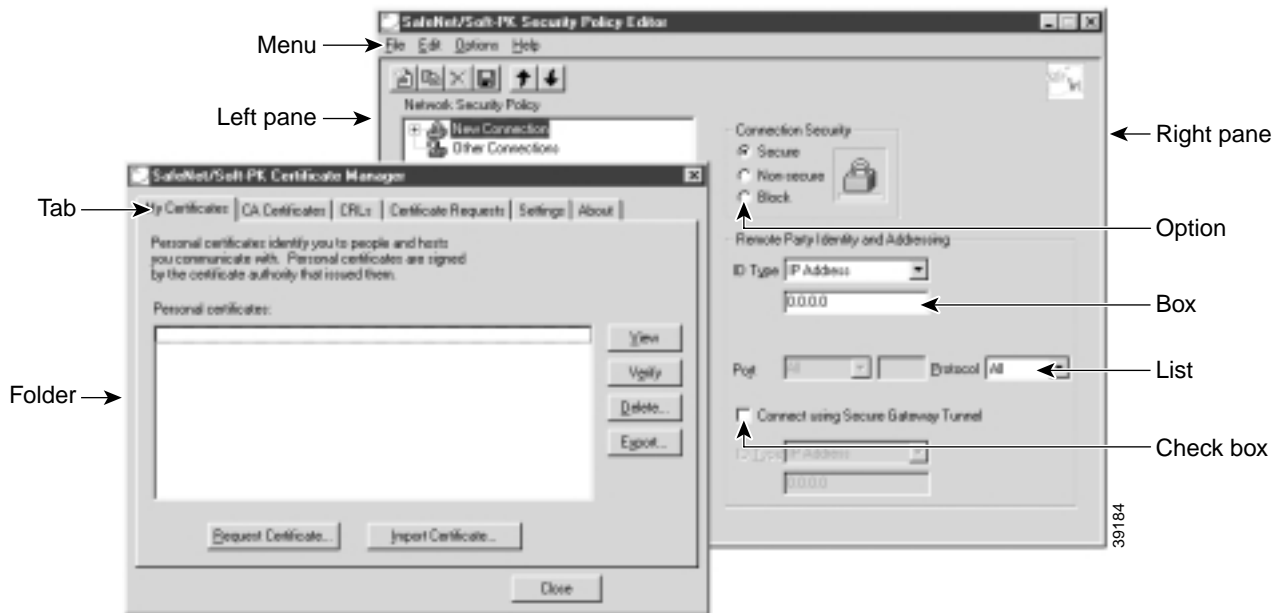 SafeNet/Soft-PK Security Policy Editor
Menu
File Edit Options Help
Network Security Policy
Left pane
New Connection
Other Connections
Connection Security
Secure
Non-secure
Block
Right pane
SafeNet/Soft-PK Certificate Manager
Tab
My Certificates CA Certificates CRLs Certificate Requests Settings About
Option
Personal certificates identify you to people and hosts
you communicate with. Personal certificates are signed
by the certificate authority that issued them.
Remote Party Identity and Addressing
ID Type IP Address
0.0.0.0
Box
Personal certificates:
View
Verify
Delete...
Export...
Folder
Port All Protocol All
List
Connect using Secure Gateway Tunnel
Check box
ID Type IP Address
0.0.0.0
Request Certificate... Import Certificate...
Close
39184